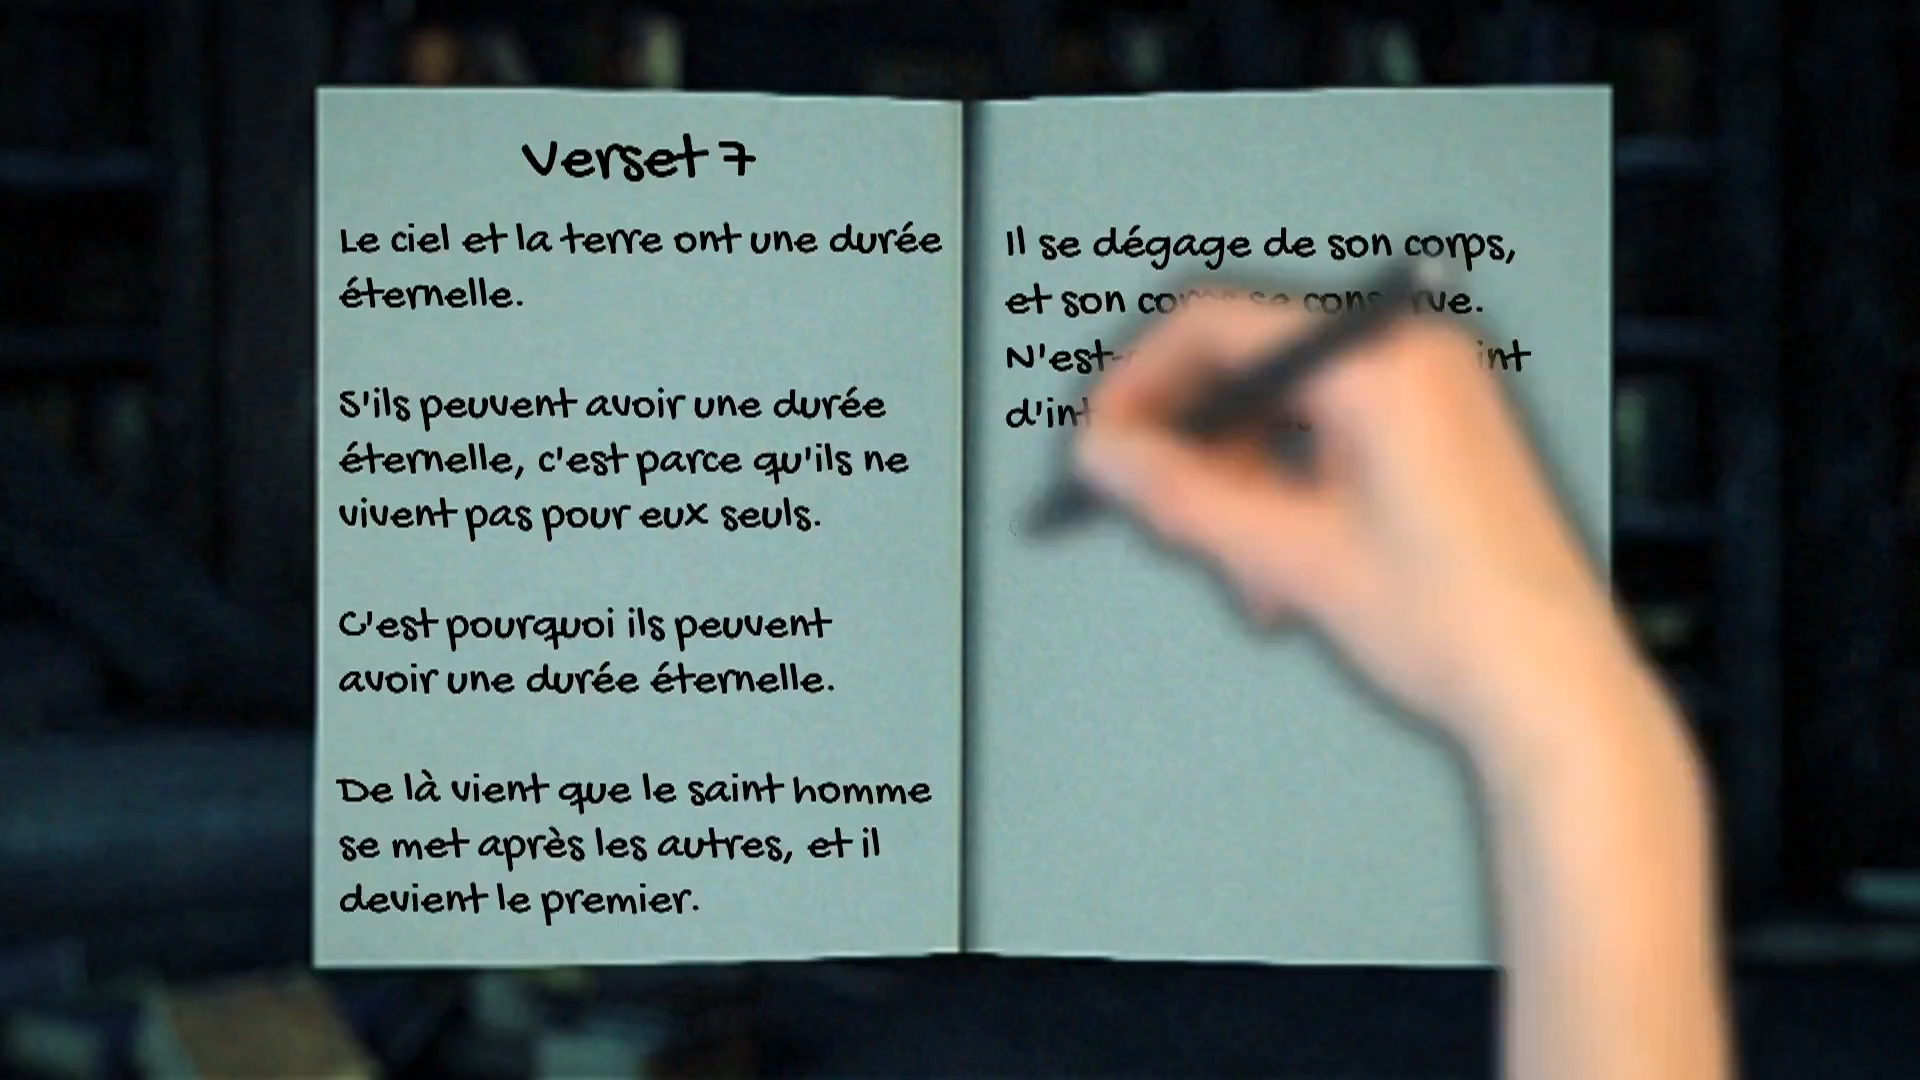 Verset 7
Le ciel et la terre ont une durée
éternelle.
S'ils peuvent avoir une durée
éternelle, c'est parce qu'ils ne
vivent pas pour eux seuls.
C'est pourquoi ils peuvent
avoir une durée éternelle.
De là vient que le saint homme
se met après les autres, et il
devient le premier.
Il se dégage de son corps,
et son corps se conserve.